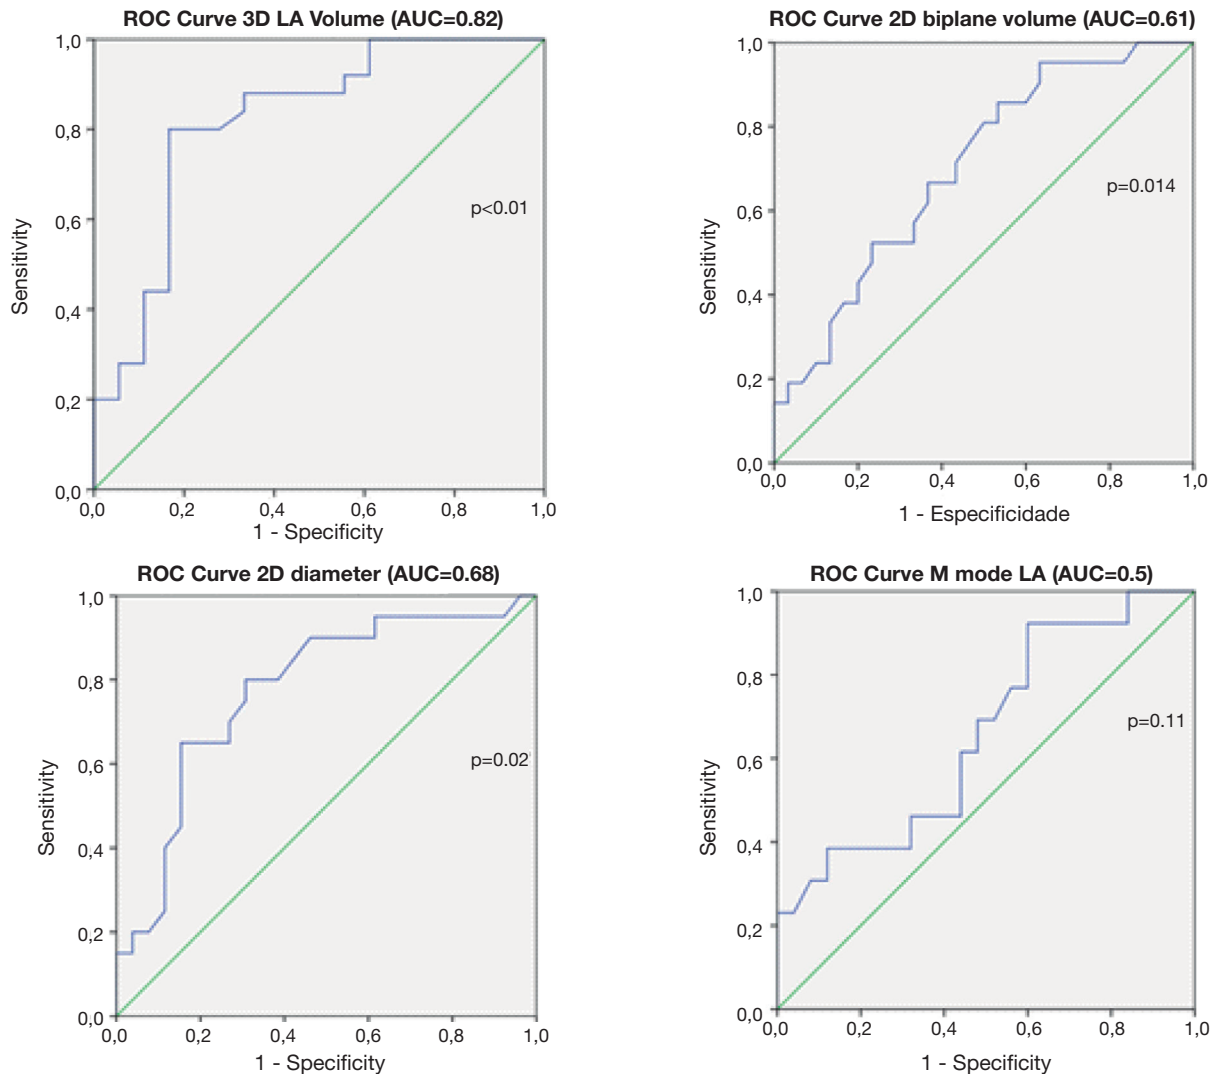 ROC Curve 3D LA Volume (AUC=0.82)
1,0
0,8
0,6
0,4
0,2
0,0
Sensitivity
p<0.01
0,0 0,2 0,4 0,6 0,8 1,0
1 - Specificity
ROC Curve 2D biplane volume (AUC=0.61)
1,0
0,8
0,6
0,4
0,2
0,0
Sensitivity
p=0.014
0,0 0,2 0,4 0,6 0,8 1,0
1 - Especificidade
ROC Curve 2D diameter (AUC=0.68)
1,0
0,8
0,6
0,4
0,2
0,0
Sensitivity
p=0.02
0,0 0,2 0,4 0,6 0,8 1,0
1 - Specificity
ROC Curve M mode LA (AUC=0.5)
1,0
0,8
0,6
0,4
0,2
0,0
Sensitivity
p=0.11
0,0 0,2 0,4 0,6 0,8 1,0
1 - Specificity